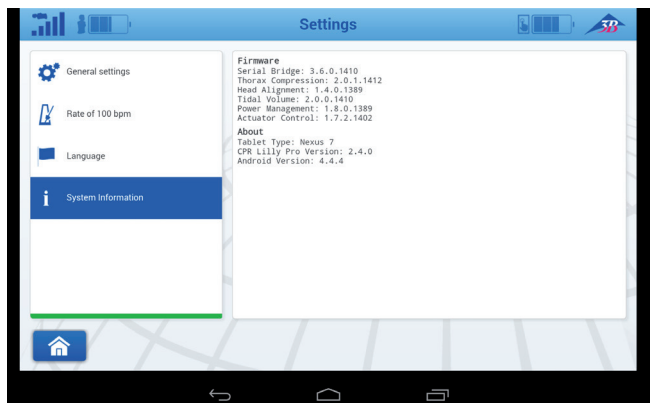 Settings
3B
General settings
Rate of 100 bpm
Language
System Information
Firmware
Serial Bridge: 3.6.0.1410
Thorax Compression: 2.0.1.1412
Head Alignment: 1.4.0.1389
Tidal Volume: 2.0.0.1410
Power Management: 1.8.0.1389
Actuator Control: 1.7.2.1402
About
Tablet Type: Nexus 7
CPR Lilly Pro Version: 2.4.0
Android Version: 4.4.4